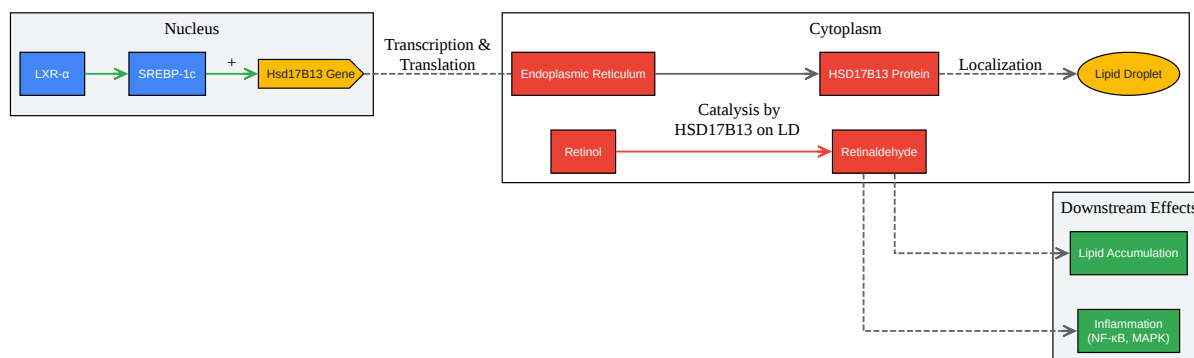 Nucleus
LXR-α
SREBP-1c
+
Hsd17B13 Gene
Transcription &
Translation
Cytoplasm
Endoplasmic Reticulum
HSD17B13 Protein
Localization
Lipid Droplet
Catalysis by
HSD17B13 on LD
Retinol
Retinaldehyde
Downstream Effects
Lipid Accumulation
Inflammation
(NF-κB, MAPK)